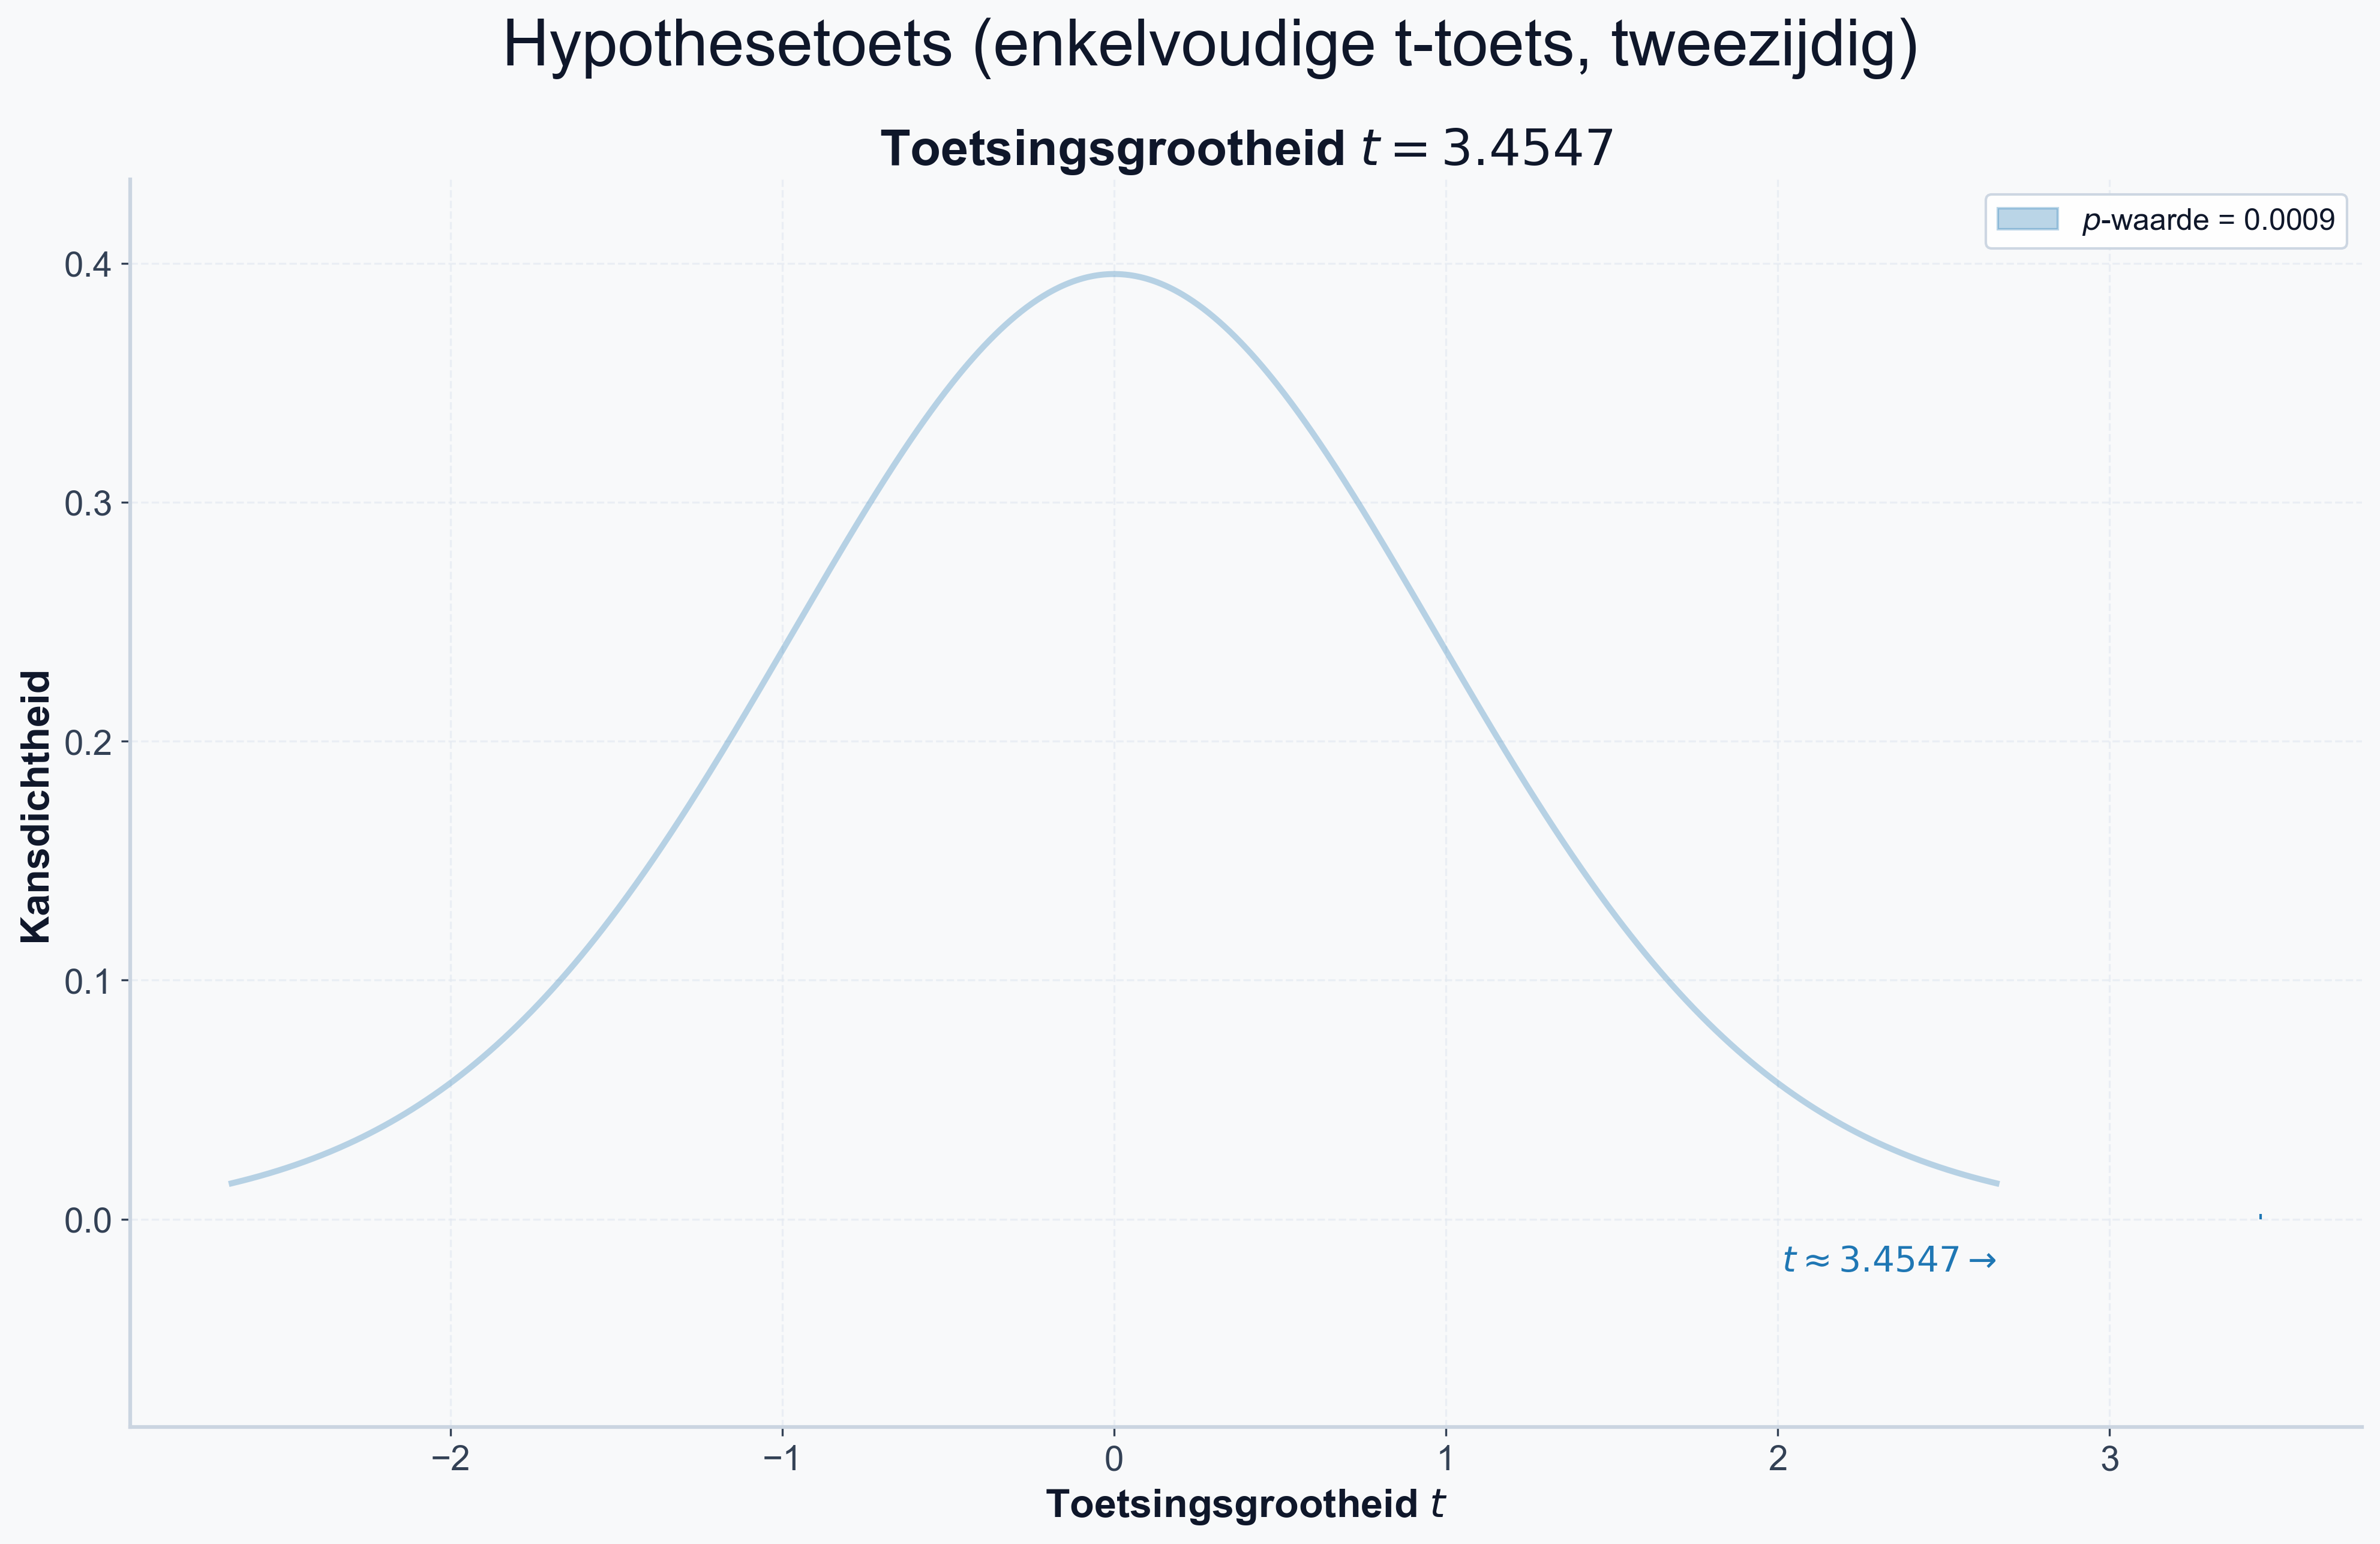 Hypothesetoets (enkelvoudige t-toets, tweezijdig)
Toetsingsgrootheid t = 3.4547
p-waarde = 0.0009
Kansdichtheid
0.4
0.3
0.2
0.1
0.0
t ≈ 3.4547 →
−2
−1
0
1
2
3
Toetsingsgrootheid t